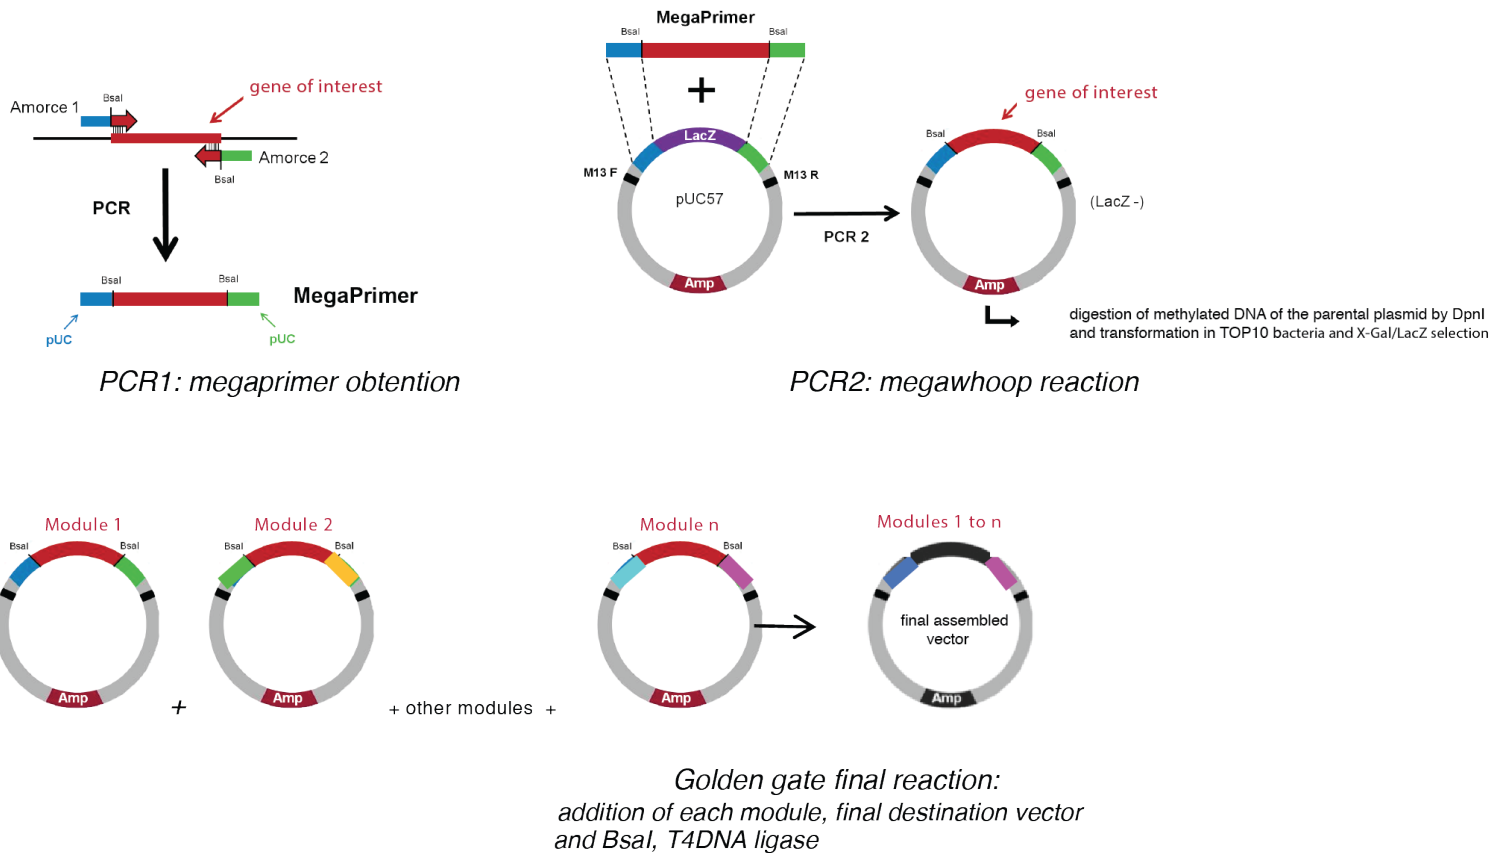 gene of interest
BsaI
Amorce 1
Amorce 2
BsaI
PCR
BsaI
BsaI
MegaPrimer
pUC
pUC
PCR1: megaprimer obtention
MegaPrimer
BsaI
BsaI
+
LacZ
M13 F
M13 R
pUC57
Amp
PCR 2
gene of interest
BsaI
BsaI
(LacZ -)
Amp
digestion of methylated DNA of the parental plasmid by DpnI
and transformation in TOP10 bacteria and X-Gal/LacZ selection
PCR2: megawhoop reaction
Module 1
BsaI
BsaI
Amp
+
Module 2
BsaI
BsaI
Amp
+ other modules +
Module n
BsaI
BsaI
Amp
Modules 1 to n
final assembled
vector
Amp
Golden gate final reaction:
addition of each module, final destination vector
and BsaI, T4DNA ligase